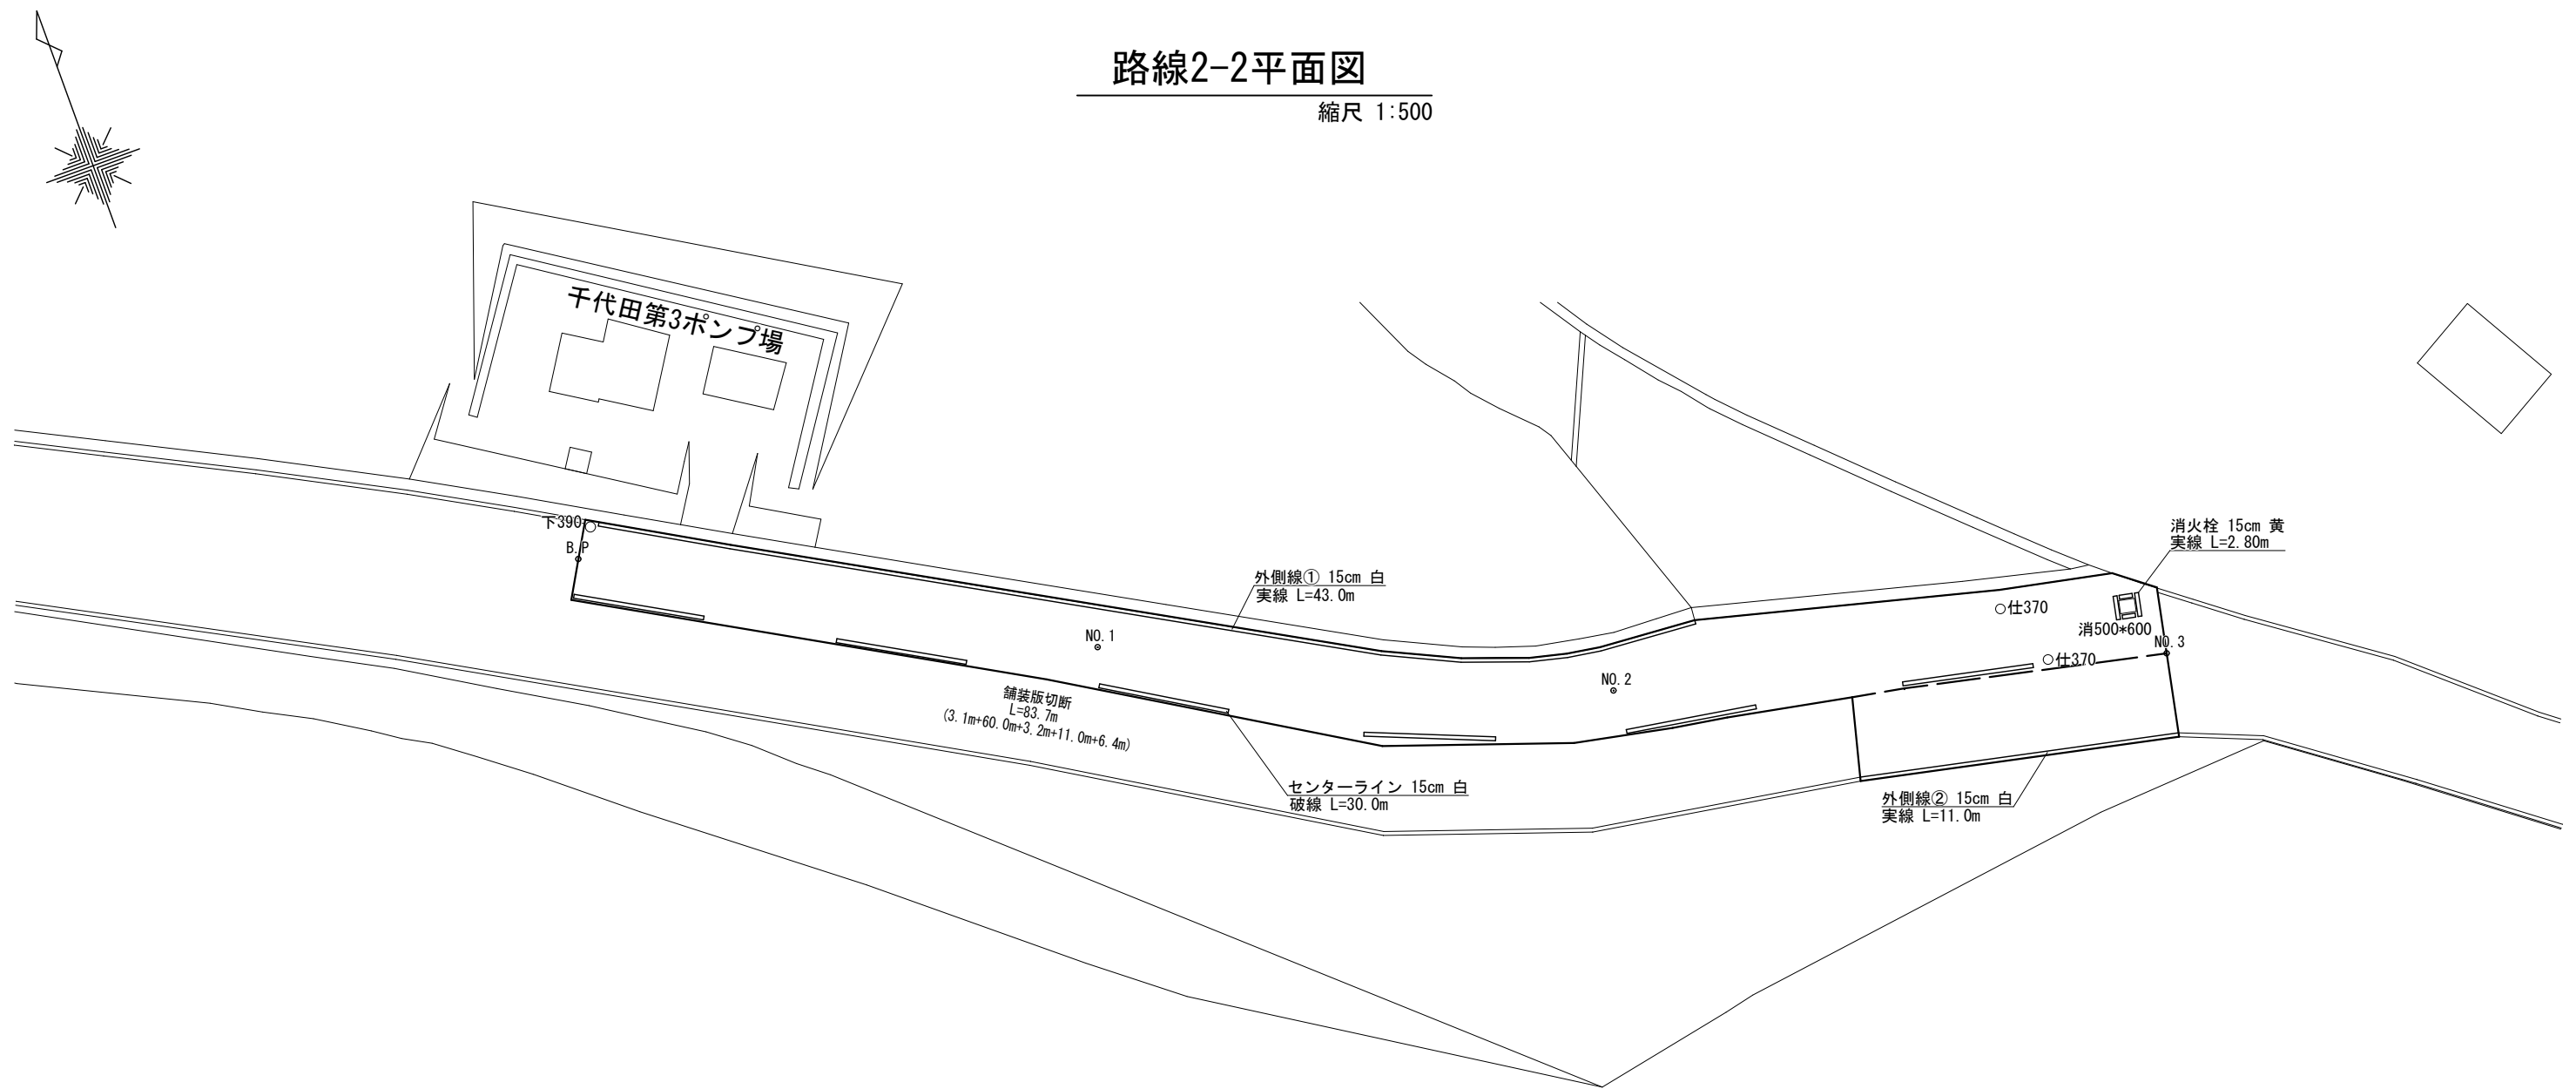 路線2-2平面図
縮尺 1:500
千代田第3ポンプ場
下390
B.P
外側線① 15cm 白
実線 L=43.0m
消火栓 15cm 黄
実線 L=2.80m
仕370
消500*600
NO.1
NO.3
仕370
NO.2
舗装版切断
L=83.7m
(3.1m+60.0m+3.2m+11.0m+6.4m)
センターライン 15cm 白
破線 L=30.0m
外側線② 15cm 白
実線 L=11.0m